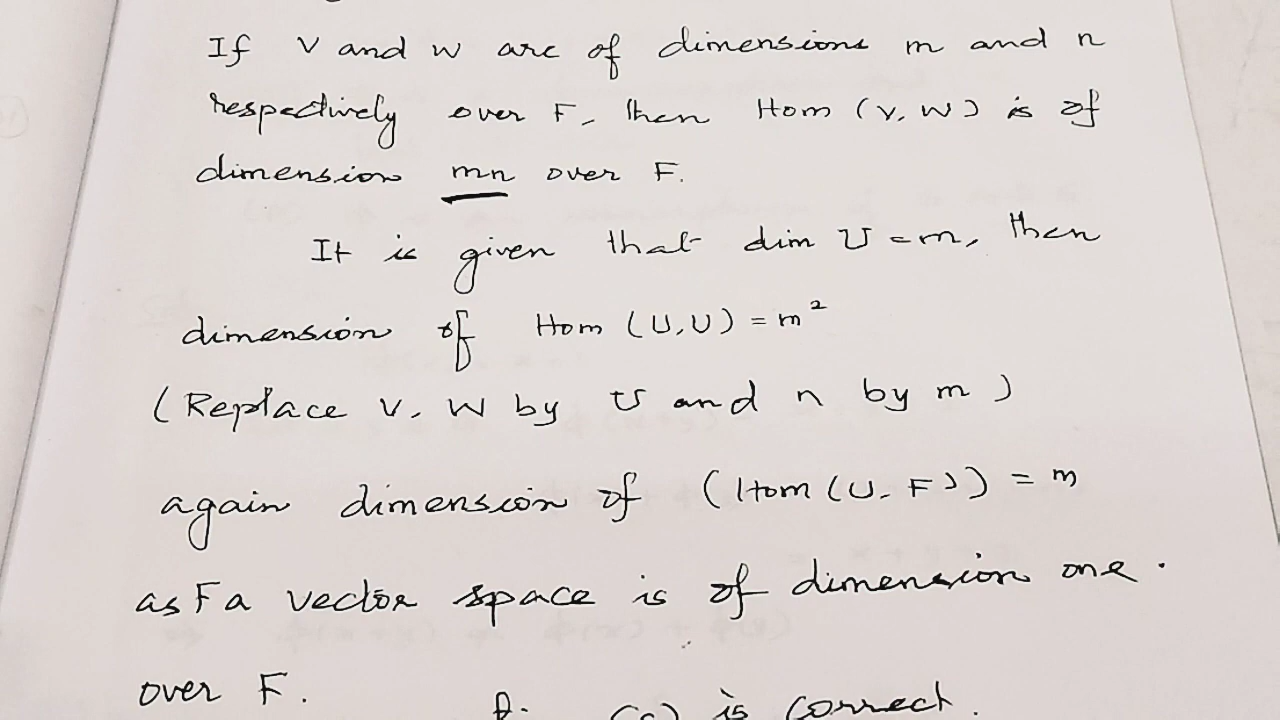 If V and W are of dimensions m and n
respectively over F, then Hom (V, W) is of
dimension mn over F.
It is given that dim U = m, then
dimension of Hom (U, U) = m²
(Replace V, W by U and n by m)
again dimension of (Hom (U, F)) = m
as F a vector space is of dimension one.
over F.
(c) is correct.